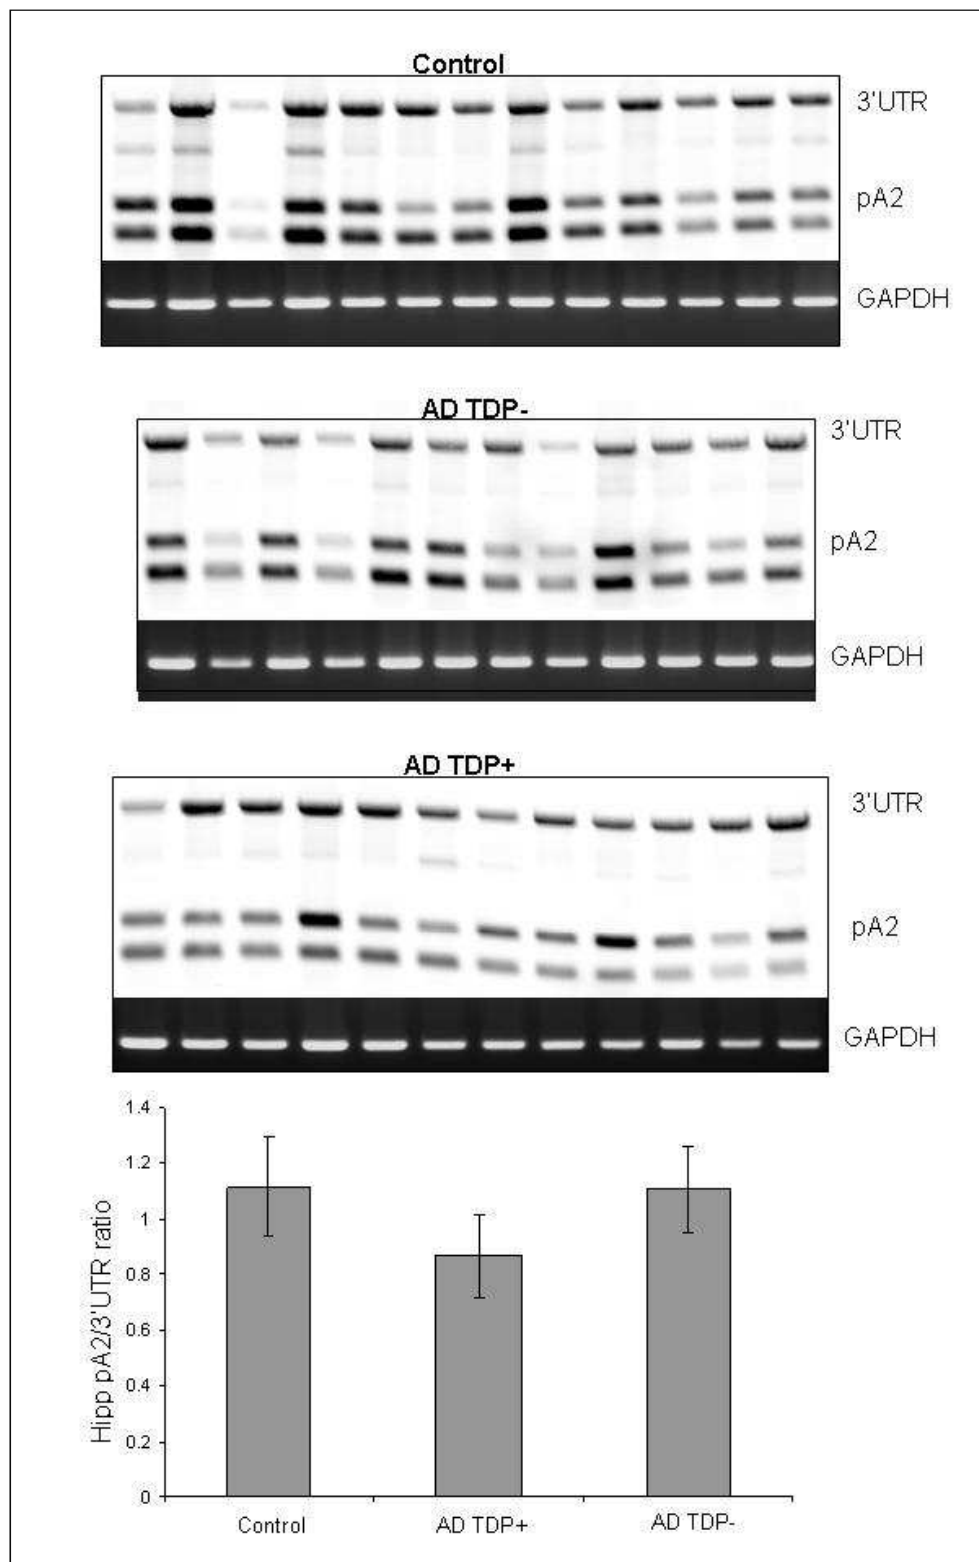 Control
3'UTR
pA2
GAPDH
AD TDP-
3'UTR
pA2
GAPDH
AD TDP+
3'UTR
pA2
GAPDH
1.4
1.2
1
0.8
0.6
0.4
0.2
0
Hipp pA2/3'UTR ratio
Control AD TDP+ AD TDP-